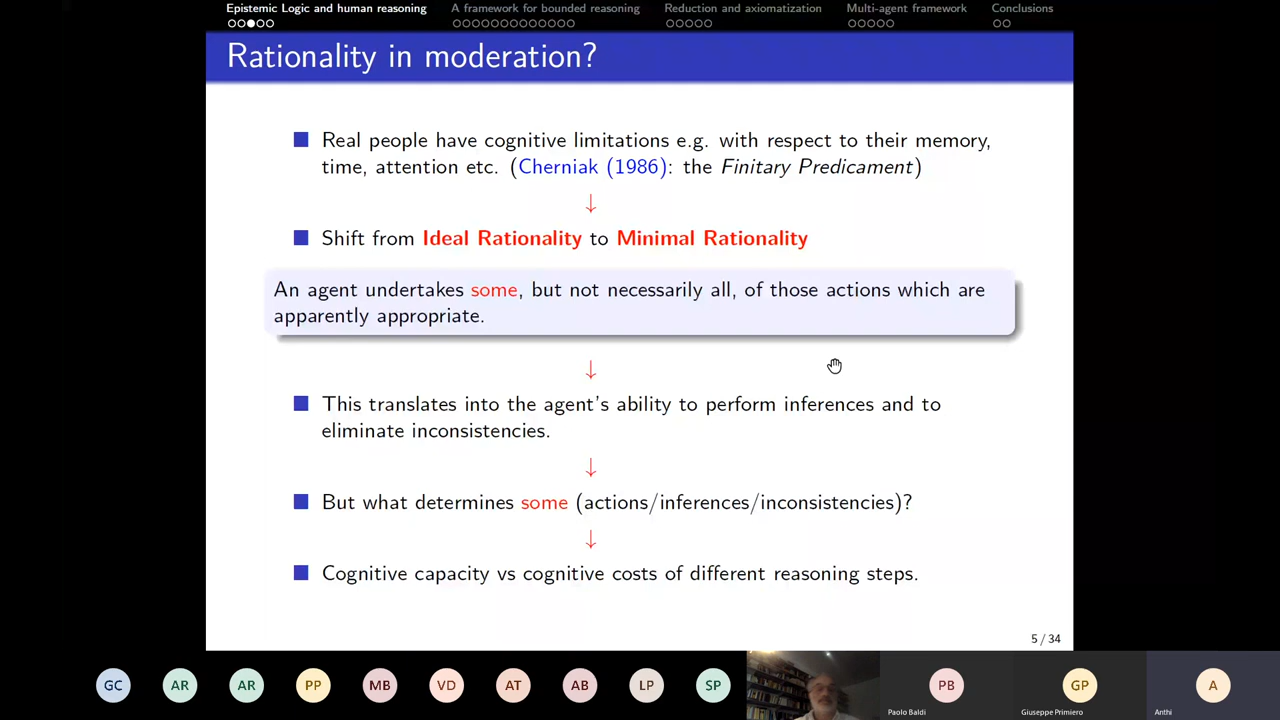 Epistemic Logic and human reasoning
A framework for bounded reasoning
Reduction and axiomatization
Multi-agent framework
Conclusions
Rationality in moderation?
Real people have cognitive limitations e.g. with respect to their memory,
time, attention etc. (Cherniak (1986): the Finitary Predicament)
↓
Shift from Ideal Rationality to Minimal Rationality
An agent undertakes some, but not necessarily all, of those actions which are
apparently appropriate.
↓
This translates into the agent's ability to perform inferences and to
eliminate inconsistencies.
↓
But what determines some (actions/inferences/inconsistencies)?
↓
Cognitive capacity vs cognitive costs of different reasoning steps.
5 / 34
GC AR AR PP MB VD AT AB LP SP PB GP A
Paolo Baldi
Giuseppe Primiero
Anthi